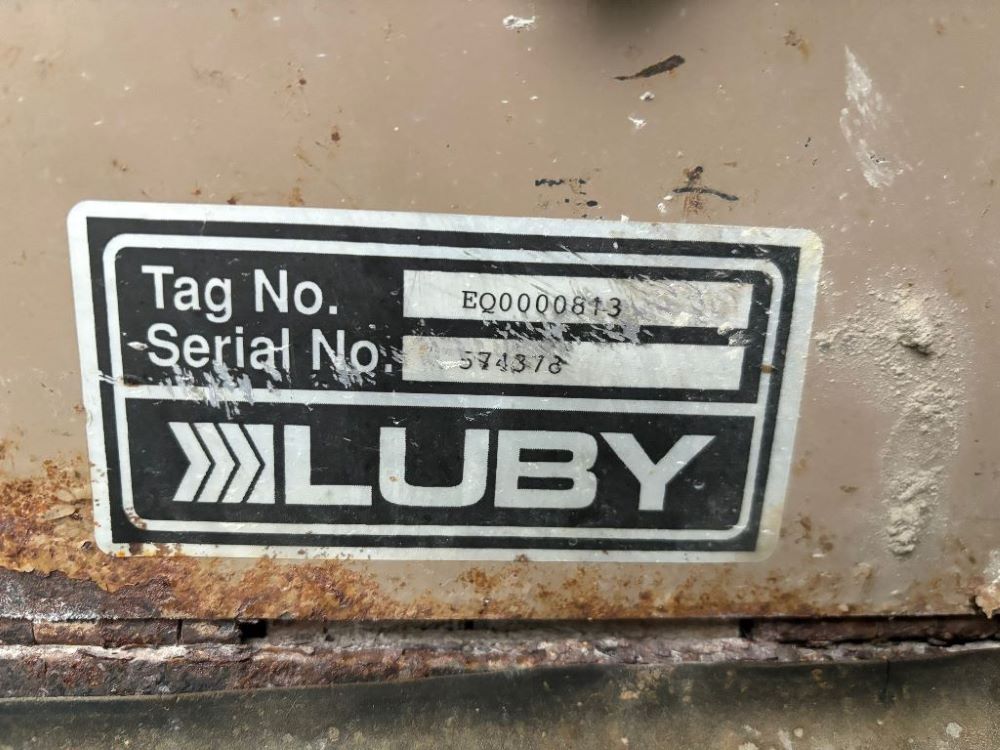 Tag No. EQ0000813
Serial No. 574378
LUBY